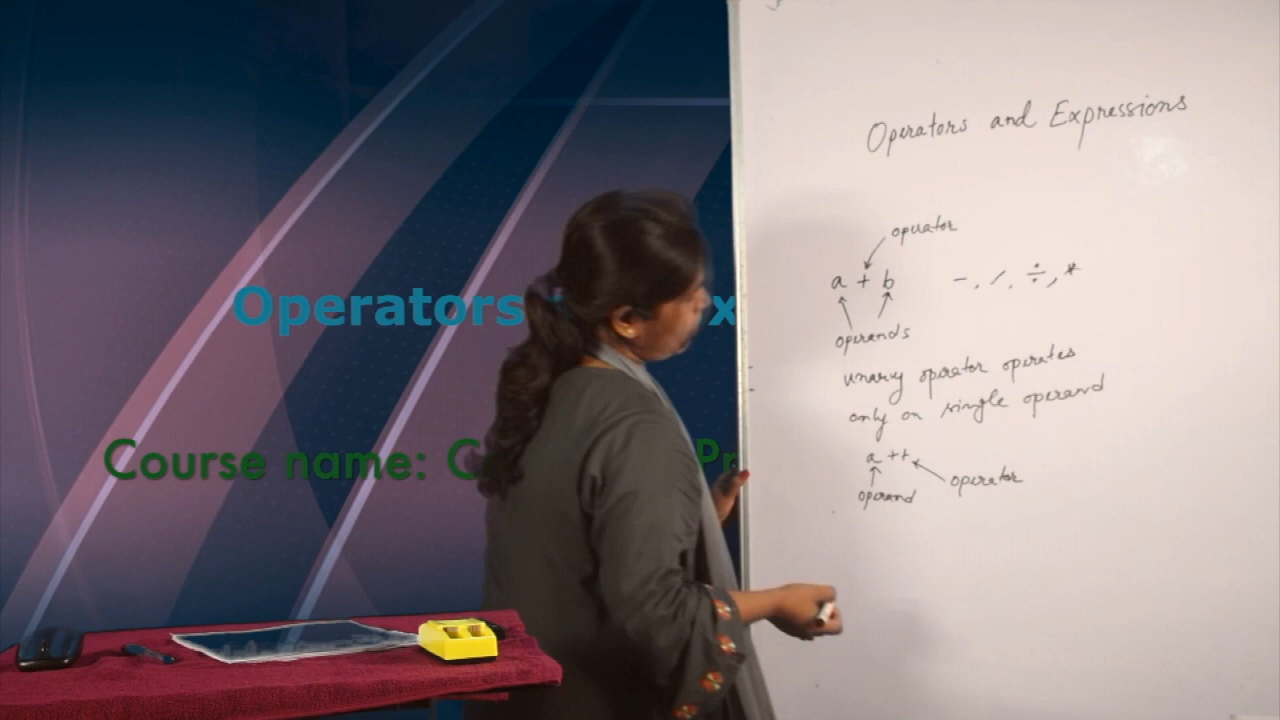 Operators and Expressions
operator
a + b - , / , ÷ , *
operands
unary operator operates
only on single operand
a ++
operand operator
Operators
Course name: